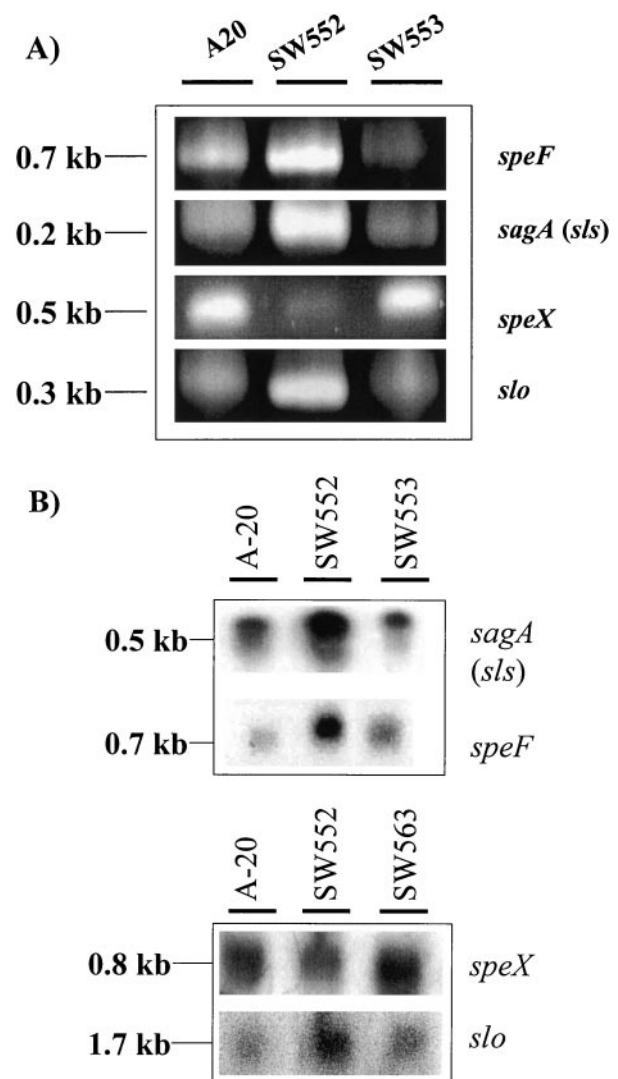 A)
A20 SW552 SW553
0.7 kb speF
0.2 kb sagA (sls)
0.5 kb speX
0.3 kb slo
B)
A-20 SW552 SW553
0.5 kb sagA
(sls)
0.7 kb speF
A-20 SW552 SW563
0.8 kb speX
1.7 kb slo